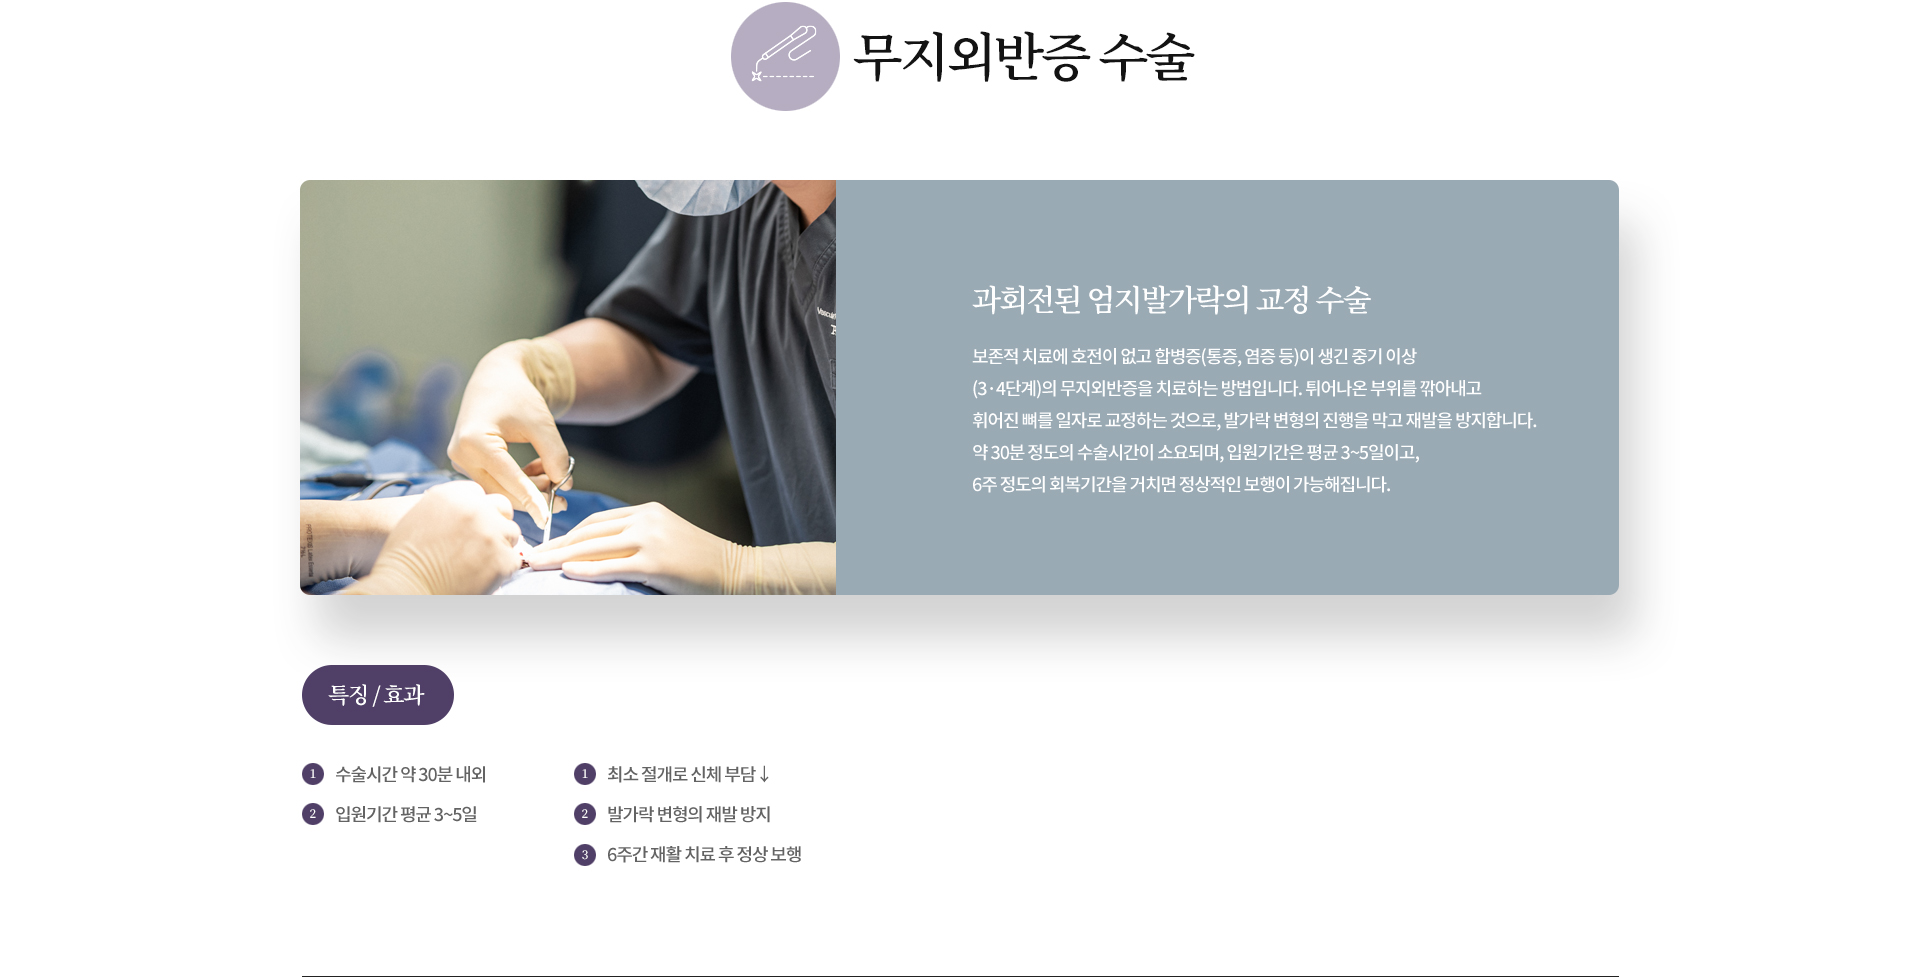 무지외반증 수술
과회전된 엄지발가락의 교정 수술
보존적 치료에 호전이 없고 합병증(통증, 염증 등)이 생긴 중기 이상
(3·4단계)의 무지외반증을 치료하는 방법입니다. 튀어나온 부위를 깎아내고
휘어진 뼈를 일자로 교정하는 것으로, 발가락 변형의 진행을 막고 재발을 방지합니다.
약 30분 정도의 수술시간이 소요되며, 입원기간은 평균 3~5일이고,
6주 정도의 회복기간을 거치면 정상적인 보행이 가능해집니다.
특징 / 효과
1 수술시간 약 30분 내외
2 입원기간 평균 3~5일
1 최소 절개로 신체 부담↓
2 발가락 변형의 재발 방지
3 6주간 재활 치료 후 정상 보행